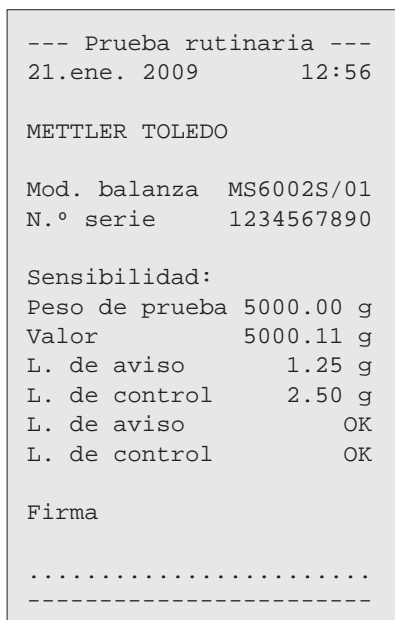 --- Prueba rutinaria ---
21.ene. 2009 12:56
METTLER TOLEDO
Mod. balanza MS6002S/01
N.º serie 1234567890
Sensibilidad:
Peso de prueba 5000.00 g
Valor 5000.11 g
L. de aviso 1.25 g
L. de control 2.50 g
L. de aviso OK
L. de control OK
Firma
........................
------------------------